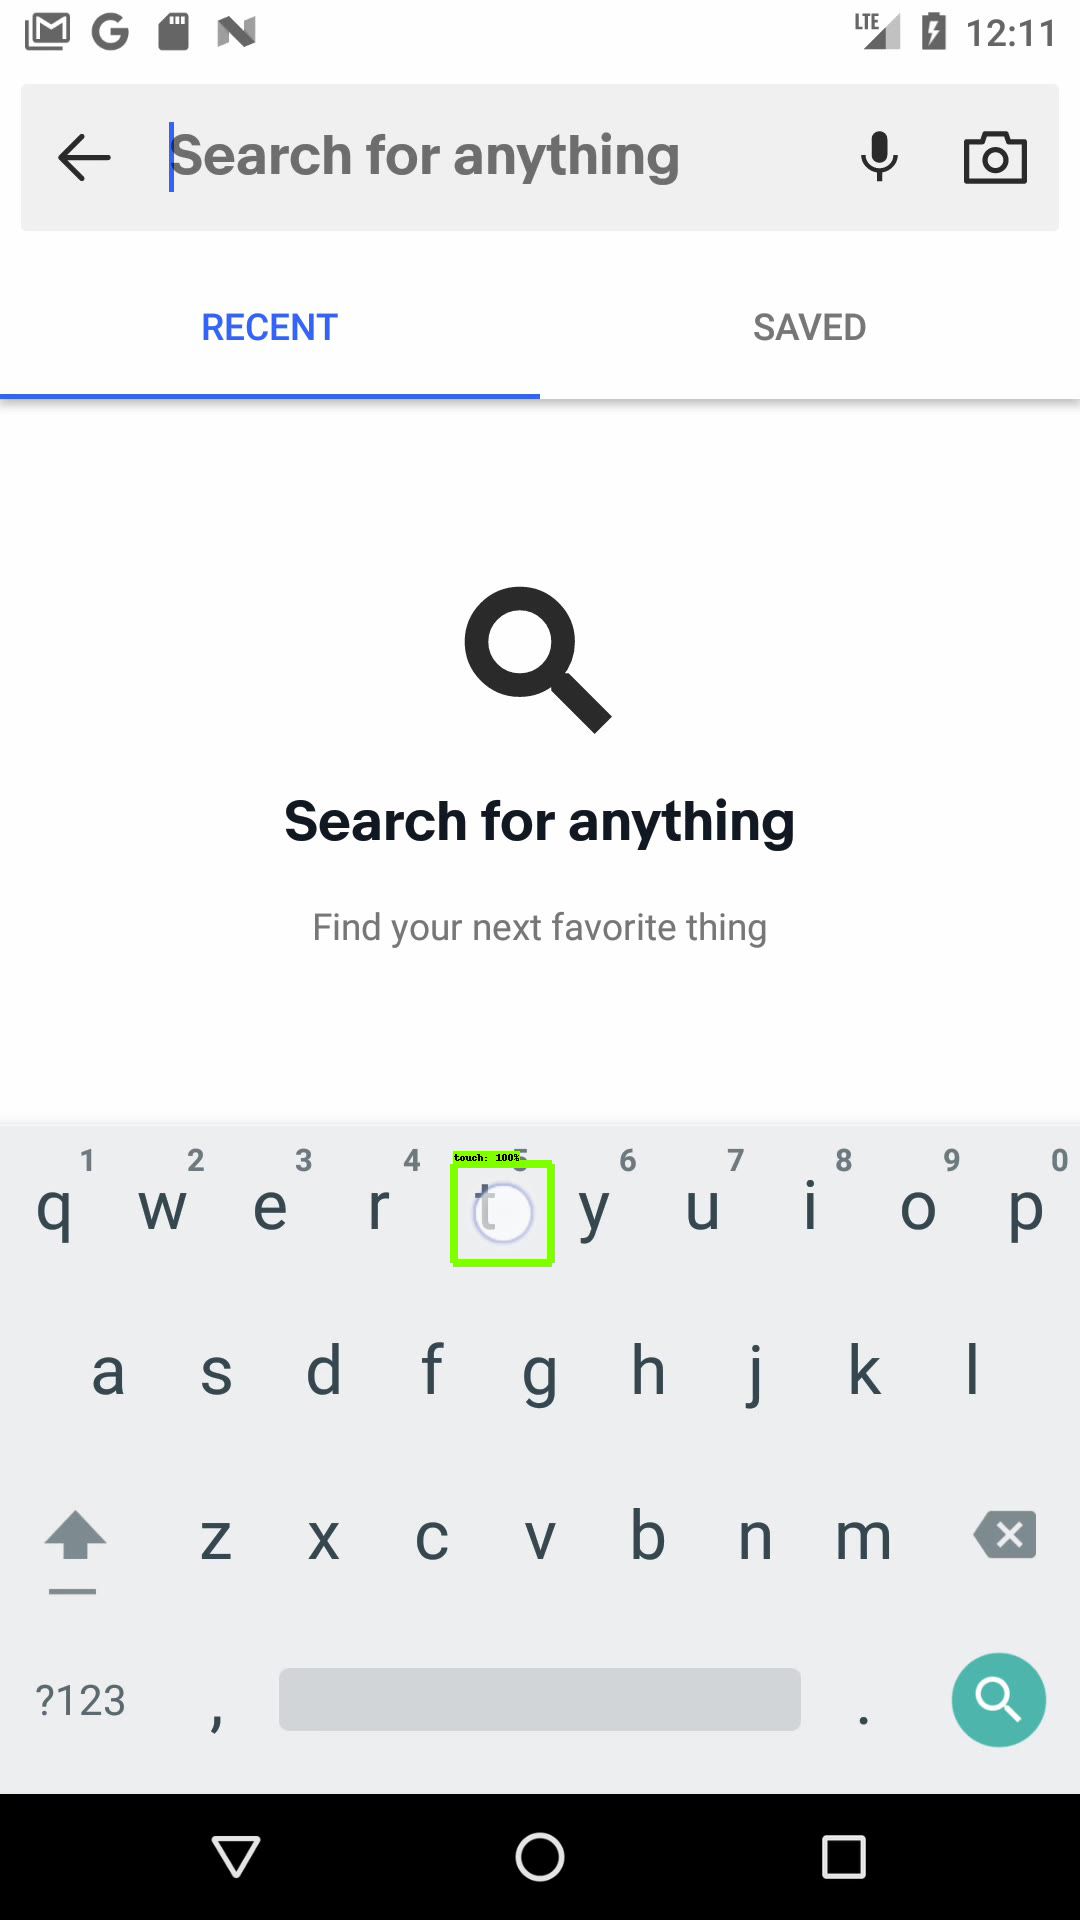 LTE 12:11
Search for anything
RECENT SAVED
Search for anything
Find your next favorite thing
touch: 100%
1 2 3 4 5 6 7 8 9 0
q w e r t y u i o p
a s d f g h j k l
z x c v b n m
?123 , .